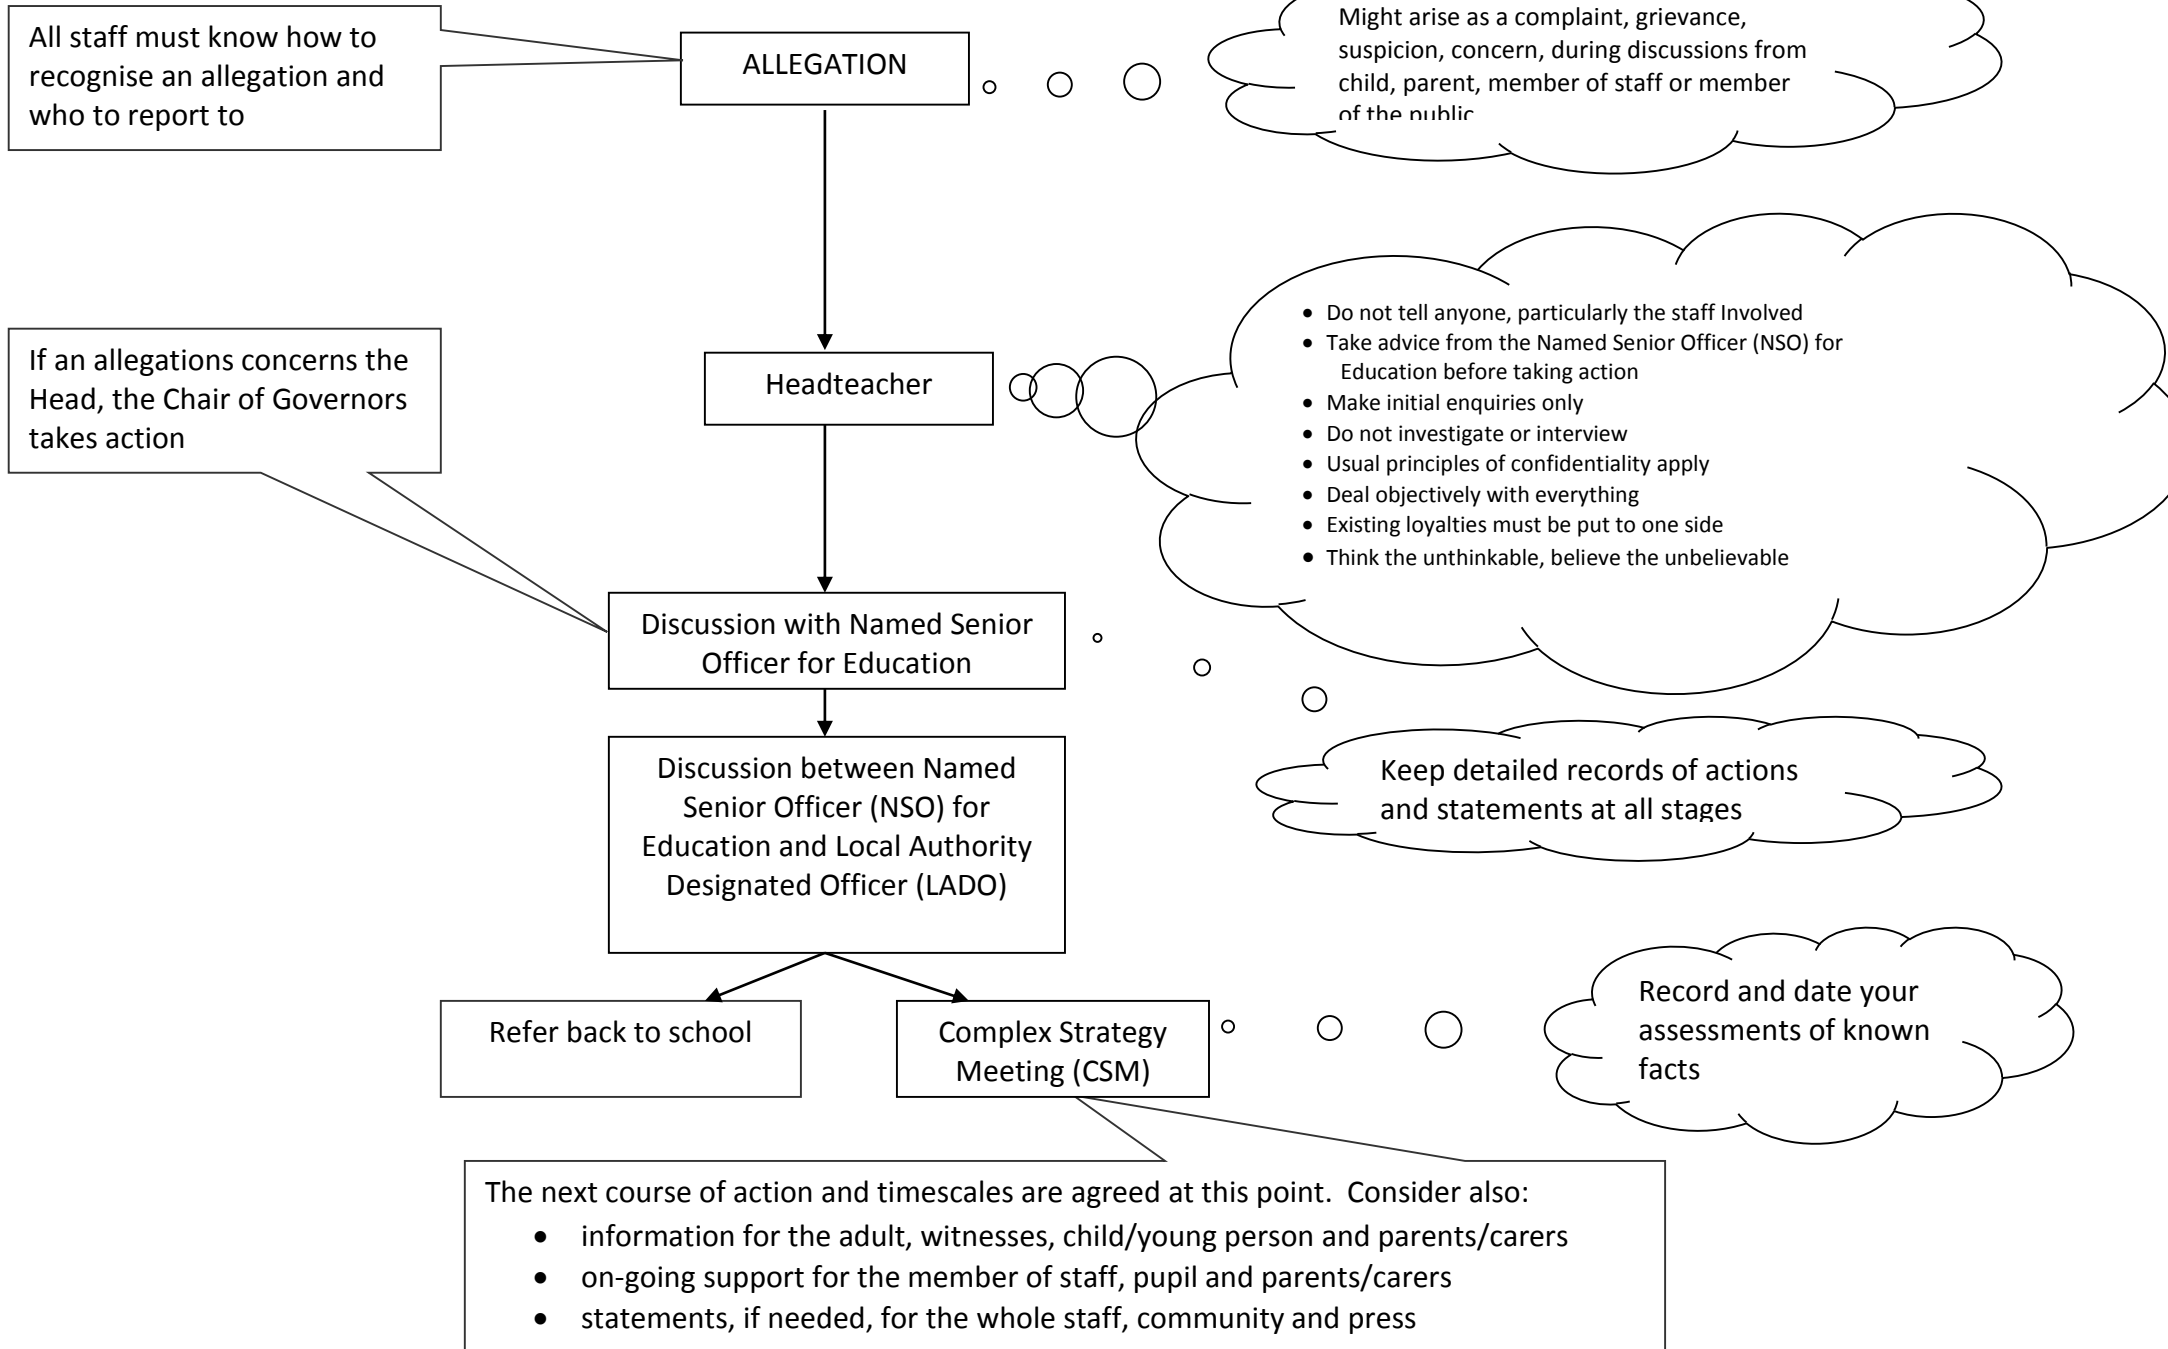 All staff must know how to
recognise an allegation and
who to report to
ALLEGATION
Might arise as a complaint, grievance,
suspicion, concern, during discussions from
child, parent, member of staff or member
of the public
If an allegations concerns the
Head, the Chair of Governors
takes action
Headteacher
• Do not tell anyone, particularly the staff Involved
• Take advice from the Named Senior Officer (NSO) for
Education before taking action
• Make initial enquiries only
• Do not investigate or interview
• Usual principles of confidentiality apply
• Deal objectively with everything
• Existing loyalties must be put to one side
• Think the unthinkable, believe the unbelievable
Discussion with Named Senior
Officer for Education
Discussion between Named
Senior Officer (NSO) for
Education and Local Authority
Designated Officer (LADO)
Keep detailed records of actions
and statements at all stages
Refer back to school
Complex Strategy
Meeting (CSM)
Record and date your
assessments of known
facts
The next course of action and timescales are agreed at this point.  Consider also:
• information for the adult, witnesses, child/young person and parents/carers
• on-going support for the member of staff, pupil and parents/carers
• statements, if needed, for the whole staff, community and press